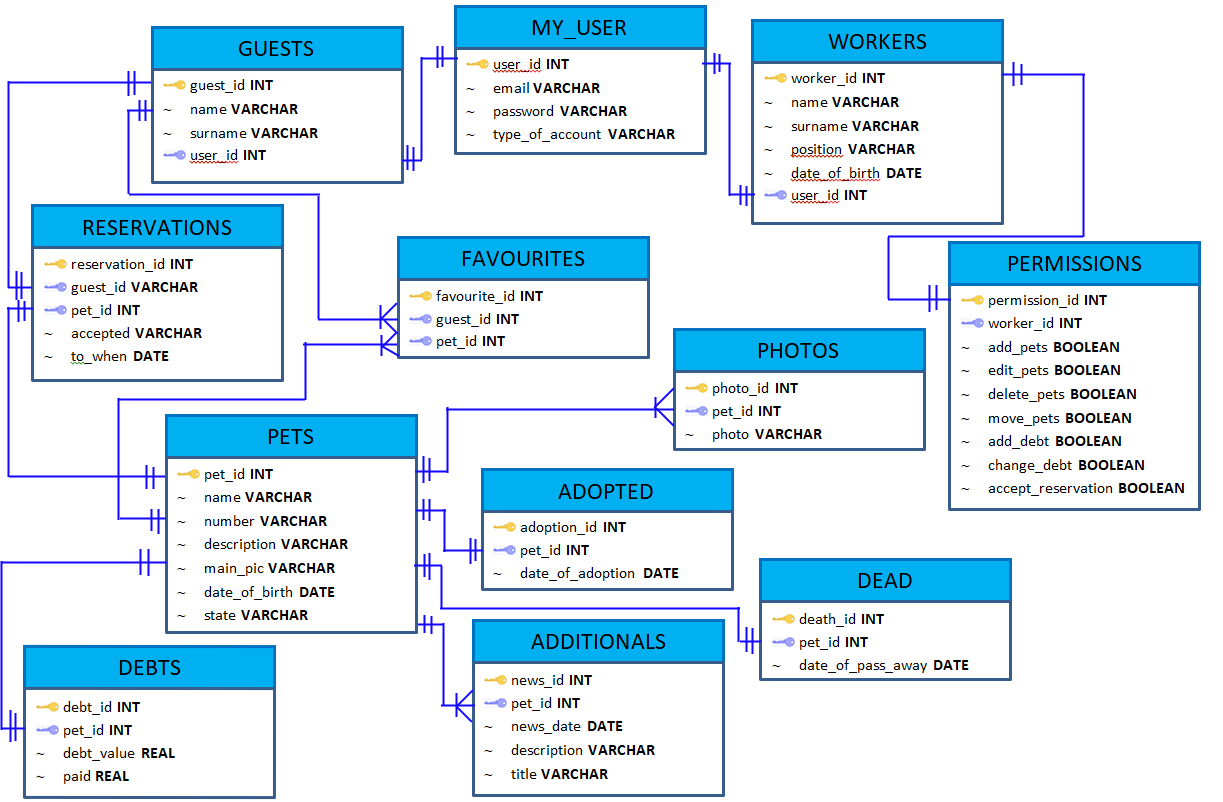 GUESTS
guest_id INT
~ name VARCHAR
~ surname VARCHAR
user_id INT
MY_USER
user_id INT
~ email VARCHAR
~ password VARCHAR
~ type_of_account VARCHAR
WORKERS
worker_id INT
~ name VARCHAR
~ surname VARCHAR
~ position VARCHAR
~ date_of_birth DATE
user_id INT
RESERVATIONS
reservation_id INT
guest_id VARCHAR
pet_id INT
~ accepted VARCHAR
~ to_when DATE
FAVOURITES
favourite_id INT
guest_id INT
pet_id INT
PERMISSIONS
permission_id INT
worker_id INT
~ add_pets BOOLEAN
~ edit_pets BOOLEAN
~ delete_pets BOOLEAN
~ move_pets BOOLEAN
~ add_debt BOOLEAN
~ change_debt BOOLEAN
~ accept_reservation BOOLEAN
PHOTOS
photo_id INT
pet_id INT
~ photo VARCHAR
PETS
pet_id INT
~ name VARCHAR
~ number VARCHAR
~ description VARCHAR
~ main_pic VARCHAR
~ date_of_birth DATE
~ state VARCHAR
ADOPTED
adoption_id INT
pet_id INT
~ date_of_adoption DATE
DEAD
death_id INT
pet_id INT
~ date_of_pass_away DATE
ADDITIONALS
news_id INT
pet_id INT
~ news_date DATE
~ description VARCHAR
~ title VARCHAR
DEBTS
debt_id INT
pet_id INT
~ debt_value REAL
~ paid REAL